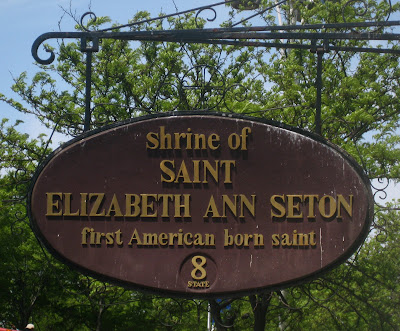 shrine of
SAINT
ELIZABETH ANN SETON
first American born saint
8
STATE